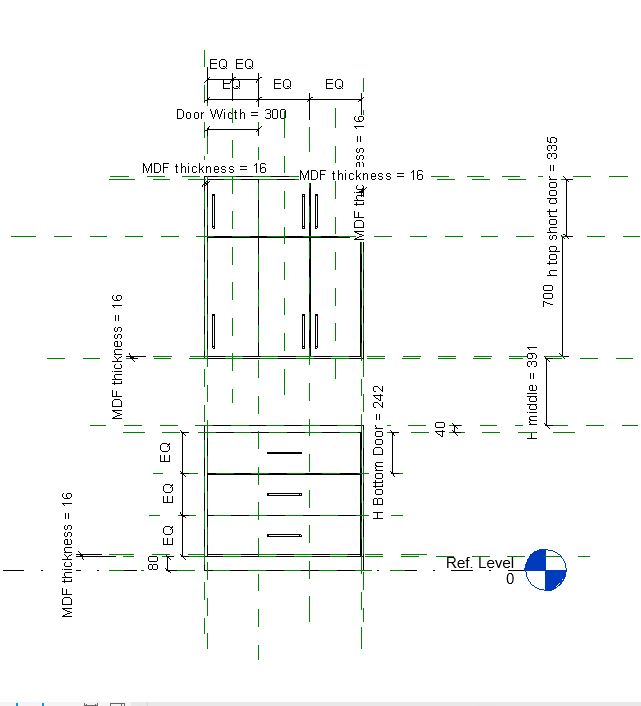 EQ EQ
EQ EQ EQ
Door Width = 300
MDF thickness = 16
MDF thickness = 16
MDF thickness = 16
h top short door = 335
700
MDF thickness = 16
H middle = 391
H Bottom Door = 242
40
EQ
EQ
EQ
MDF thickness = 16
80
Ref. Level
0